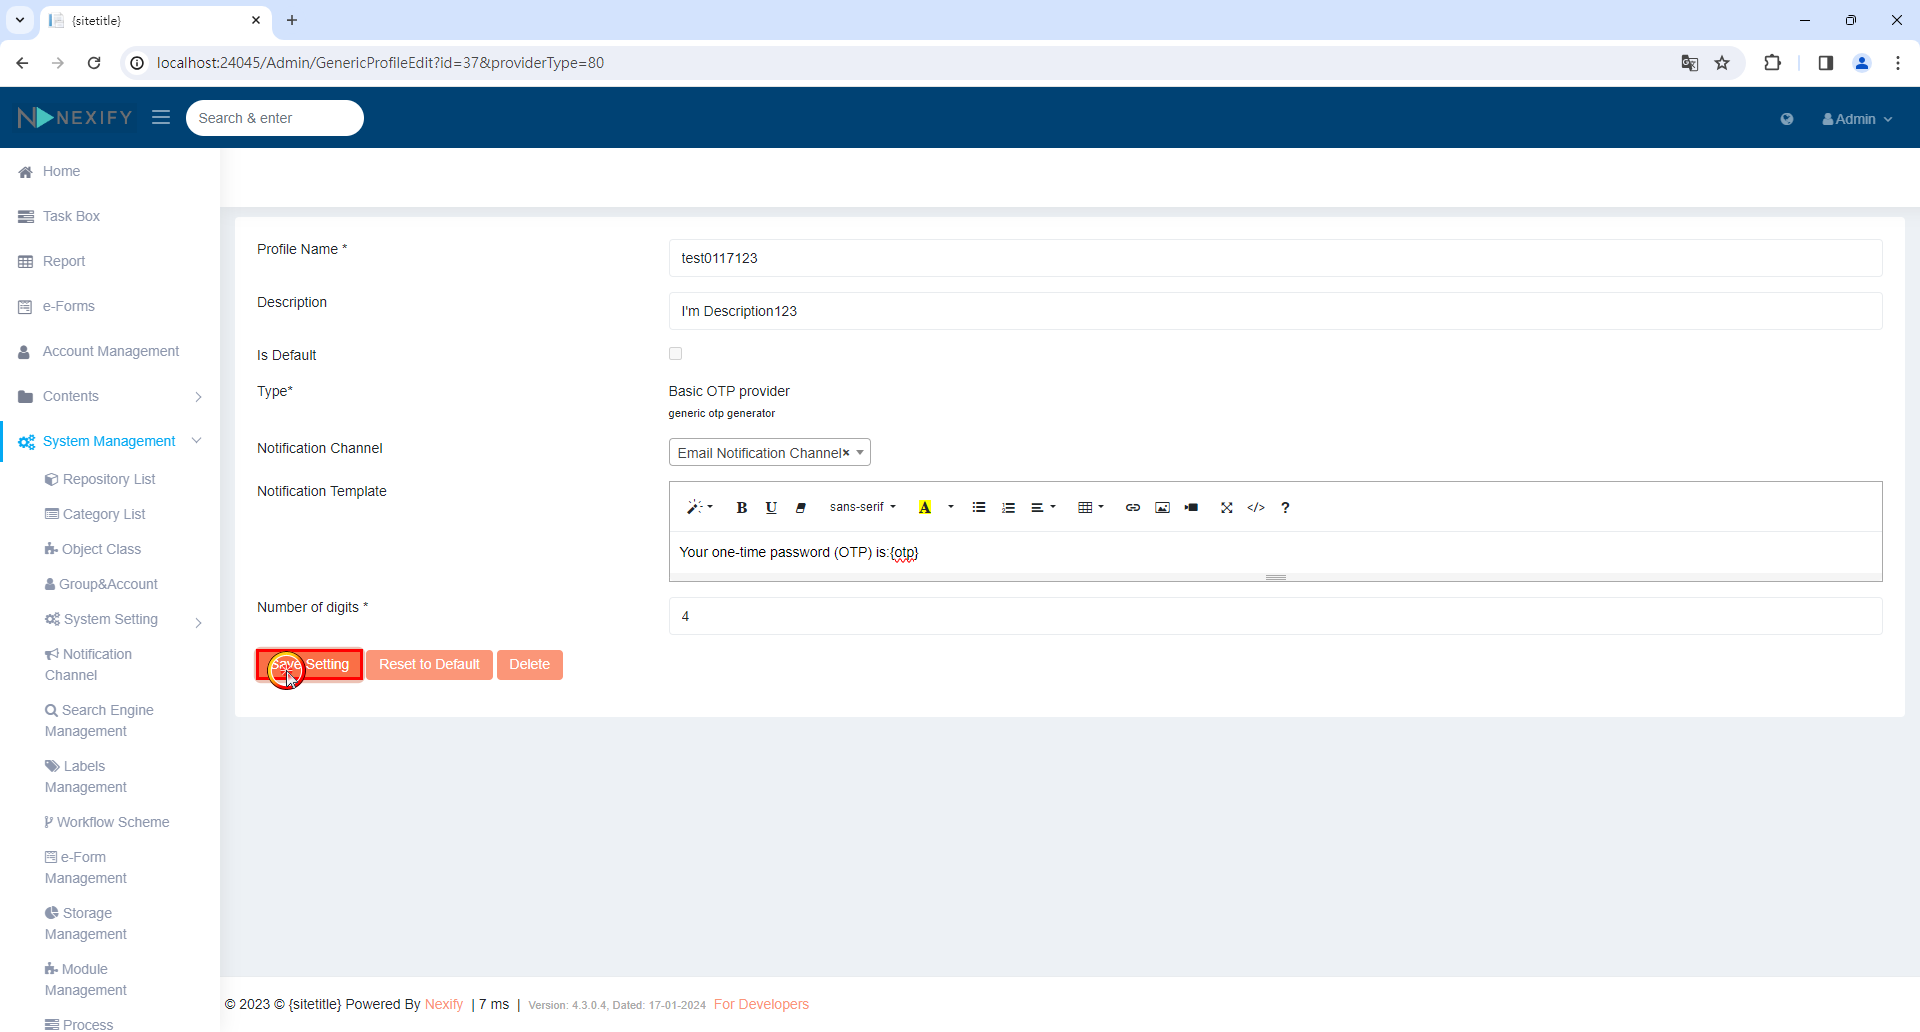 {sitetitle}
localhost:24045/Admin/GenericProfileEdit?id=37&providerType=80
NEXIFY
Search & enter
Admin
Home
Task Box
Report
e-Forms
Account Management
Contents
System Management
Repository List
Category List
Object Class
Group&Account
System Setting
Notification
Channel
Search Engine
Management
Labels
Management
Workflow Scheme
e-Form
Management
Storage
Management
Module
Management
Process
Profile Name *
test0117123
Description
I'm Description123
Is Default
Type*
Basic OTP provider
generic otp generator
Notification Channel
Email Notification Channel×
Notification Template
B U sans-serif A </> ?
Your one-time password (OTP) is:{otp}
Number of digits *
4
Save Setting Reset to Default Delete
© 2023 © {sitetitle} Powered By Nexify | 7 ms | Version: 4.3.0.4, Dated: 17-01-2024 For Developers